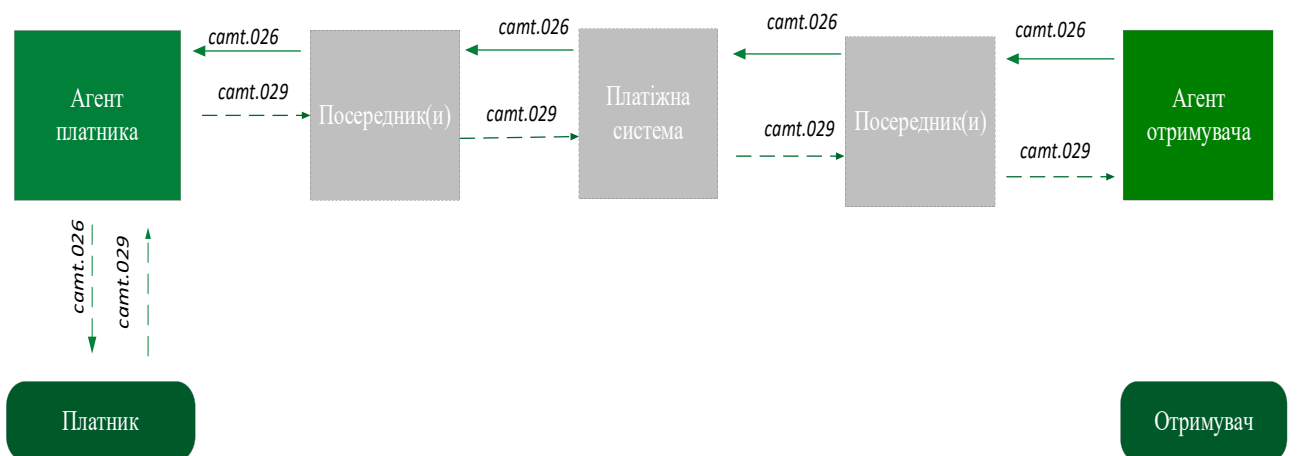 camt.026
camt.026
camt.026
camt.026
Агент
платника
camt.029
Посередник(и)
camt.029
Платіжна
система
camt.029
Посередник(и)
camt.029
Агент
отримувача
camt.026
camt.029
Платник
Отримувач